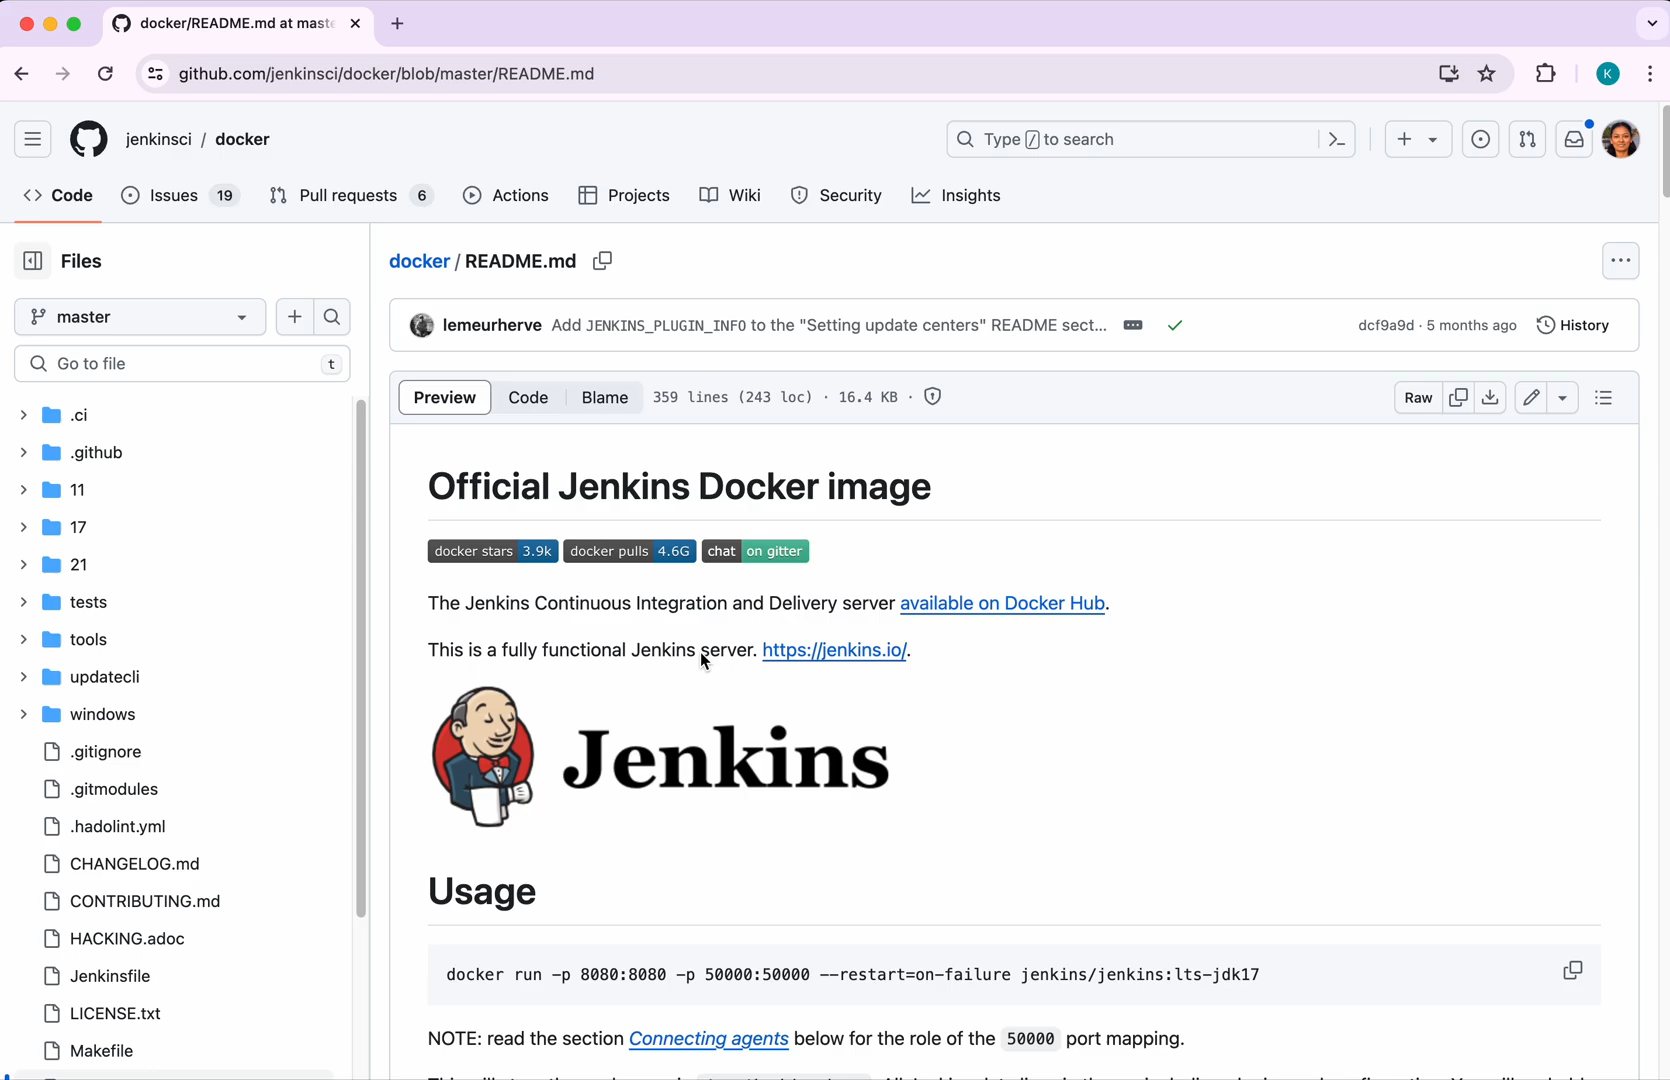 docker/README.md at maste
github.com/jenkinsci/docker/blob/master/README.md
K
jenkinsci / docker
Type / to search
Code
Issues 19
Pull requests 6
Actions
Projects
Wiki
Security
Insights
Files
docker / README.md
master
lemeurherve Add JENKINS_PLUGIN_INFO to the "Setting update centers" README sect...
dcf9a9d · 5 months ago
History
Go to file
t
Preview
Code
Blame
359 lines (243 loc) · 16.4 KB ·
Raw
.ci
.github
11
17
21
tests
tools
updatecli
windows
.gitignore
.gitmodules
.hadolint.yml
CHANGELOG.md
CONTRIBUTING.md
HACKING.adoc
Jenkinsfile
LICENSE.txt
Makefile
Official Jenkins Docker image
docker stars 3.9k
docker pulls 4.6G
chat on gitter
The Jenkins Continuous Integration and Delivery server available on Docker Hub.
This is a fully functional Jenkins server. https://jenkins.io/.
Jenkins
Usage
docker run -p 8080:8080 -p 50000:50000 --restart=on-failure jenkins/jenkins:lts-jdk17
NOTE: read the section Connecting agents below for the role of the 50000 port mapping.